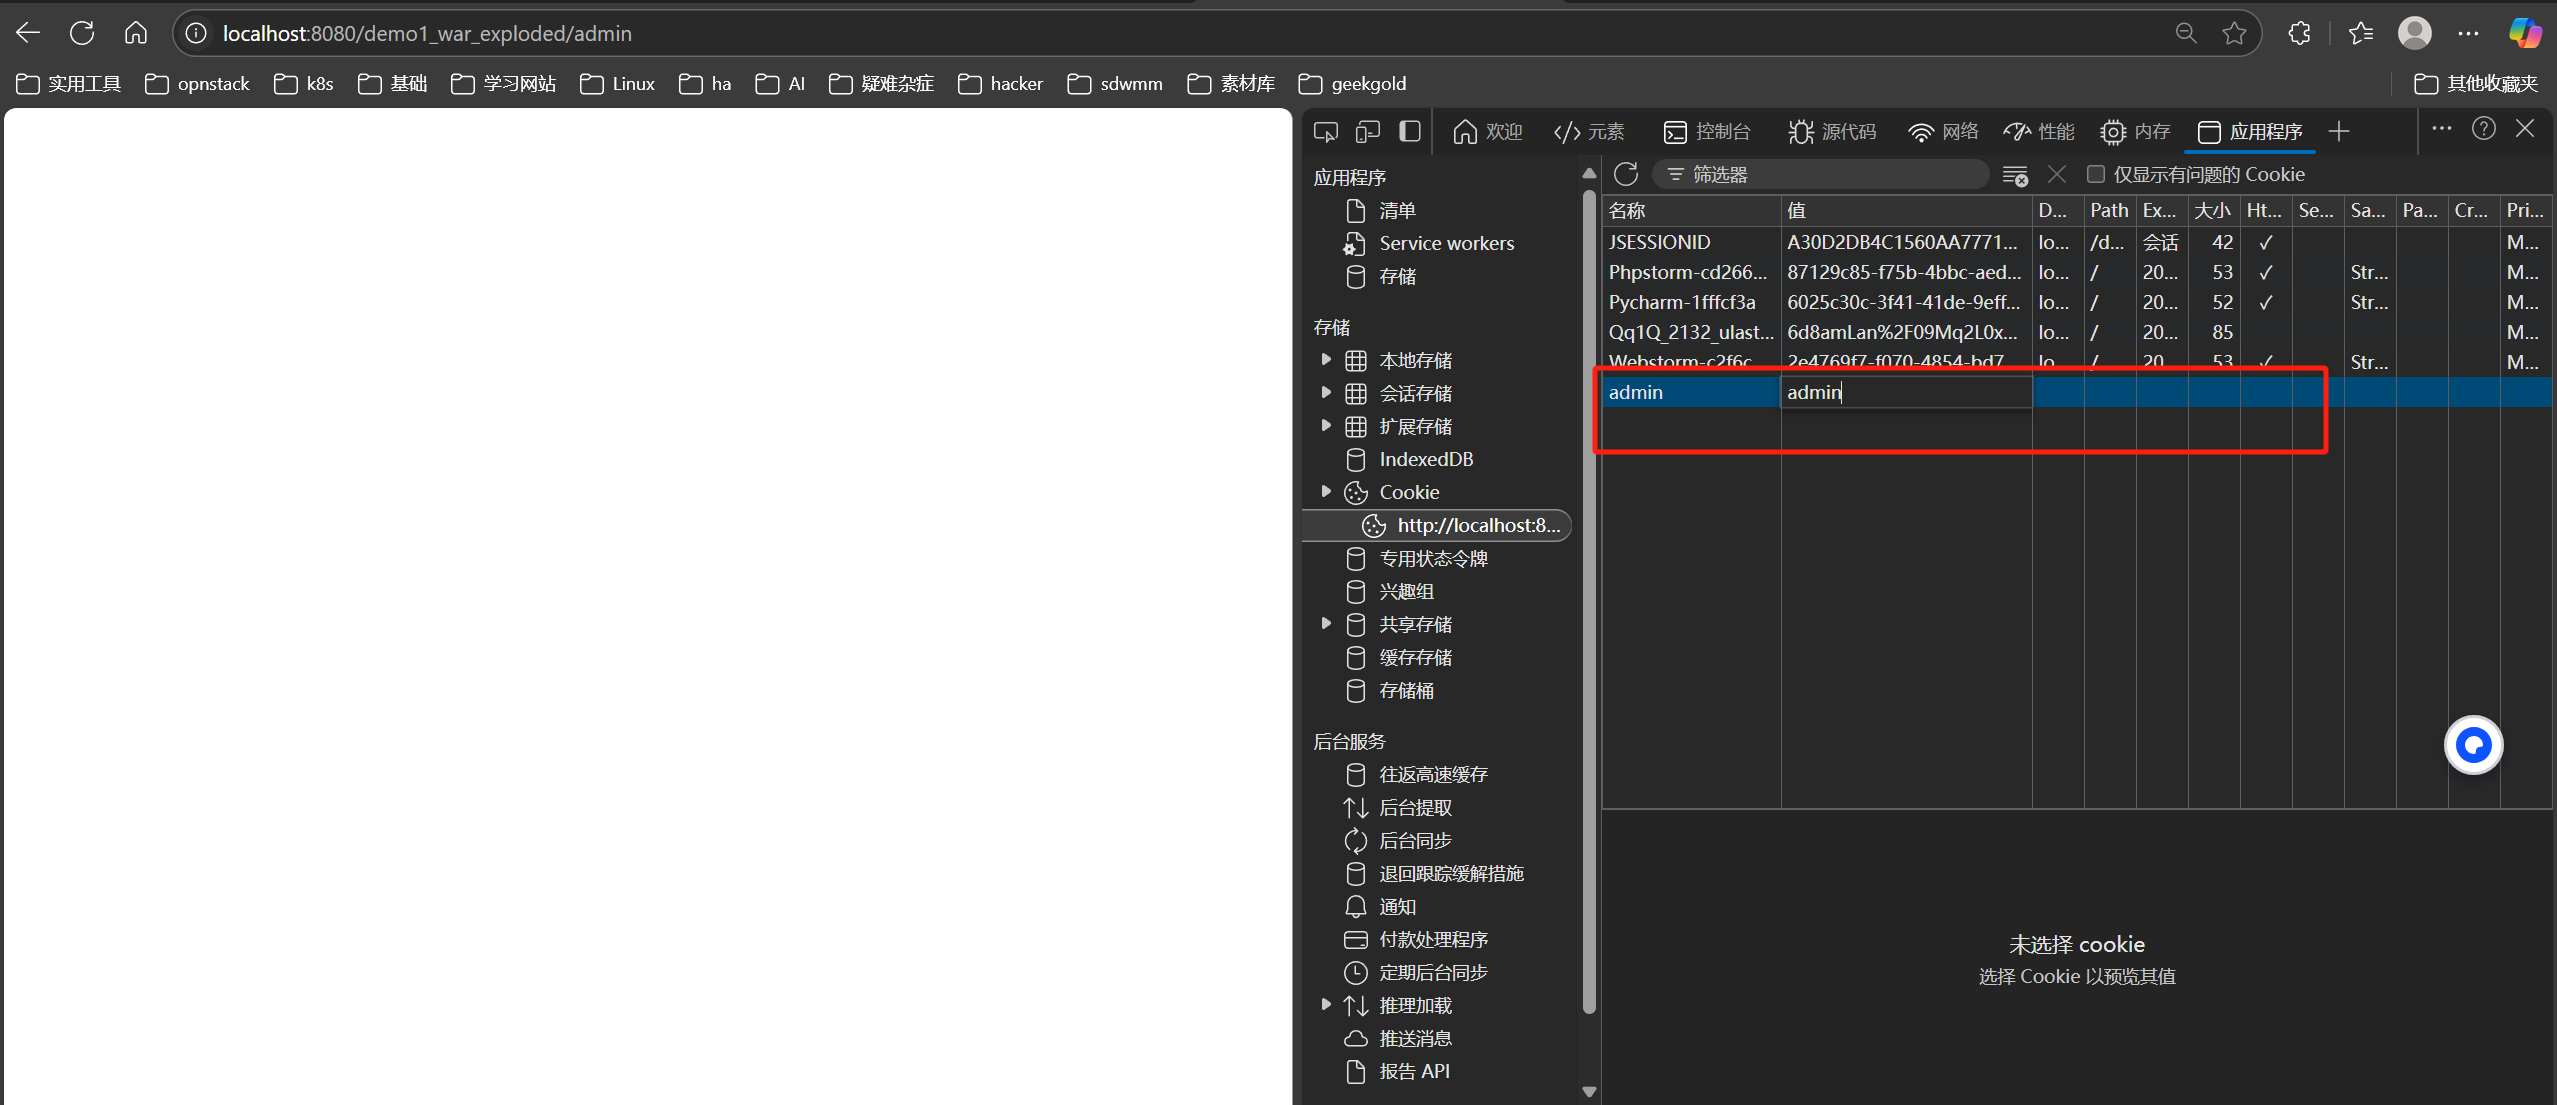 localhost:8080/demo1_war_exploded/admin
实用工具 opnstack k8s 基础 学习网站 Linux ha AI 疑难杂症 hacker sdwmm 素材库 geekgold 其他收藏夹
欢迎 元素 控制台 源代码 网络 性能 内存 应用程序
应用程序
清单
Service workers
存储
存储
本地存储
会话存储
扩展存储
IndexedDB
Cookie
http://localhost:8...
专用状态令牌
兴趣组
共享存储
缓存存储
存储桶
后台服务
往返高速缓存
后台提取
后台同步
退回跟踪缓解措施
通知
付款处理程序
定期后台同步
推理加载
推送消息
报告 API
筛选器 仅显示有问题的 Cookie
名称 值 D... Path Ex... 大小 Ht... Se... Sa... Pa... Cr... Pri...
JSESSIONID A30D2DB4C1560AA7771... lo... /d... 会话 42 ✓ M...
Phpstorm-cd266... 87129c85-f75b-4bbc-aed... lo... / 20... 53 ✓ Str... M...
Pycharm-1fffcf3a 6025c30c-3f41-41de-9eff... lo... / 20... 52 ✓ Str... M...
Qq1Q_2132_ulast... 6d8amLan%2F09Mq2L0x... lo... / 20... 85 M...
Webstorm-c2f6c... 2e4769f7-f070-4854-bd7... lo... / 20... 53 ✓ Str... M...
admin admin
未选择 cookie
选择 Cookie 以预览其值